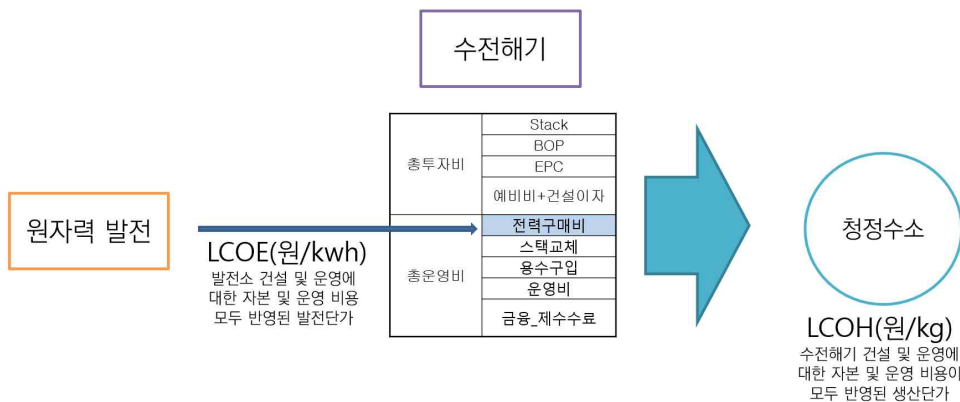 수전해기
총투자비
Stack
BOP
EPC
예비비+건설이자
총운영비
전력구매비
스택교체
용수구입
운영비
금융_제수수료
원자력 발전
LCOE(원/kwh)
발전소 건설 및 운영에
대한 자본 및 운영 비용
모두 반영된 발전단가
청정수소
LCOH(원/kg)
수전해기 건설 및 운영에
대한 자본 및 운영 비용이
모두 반영된 생산단가